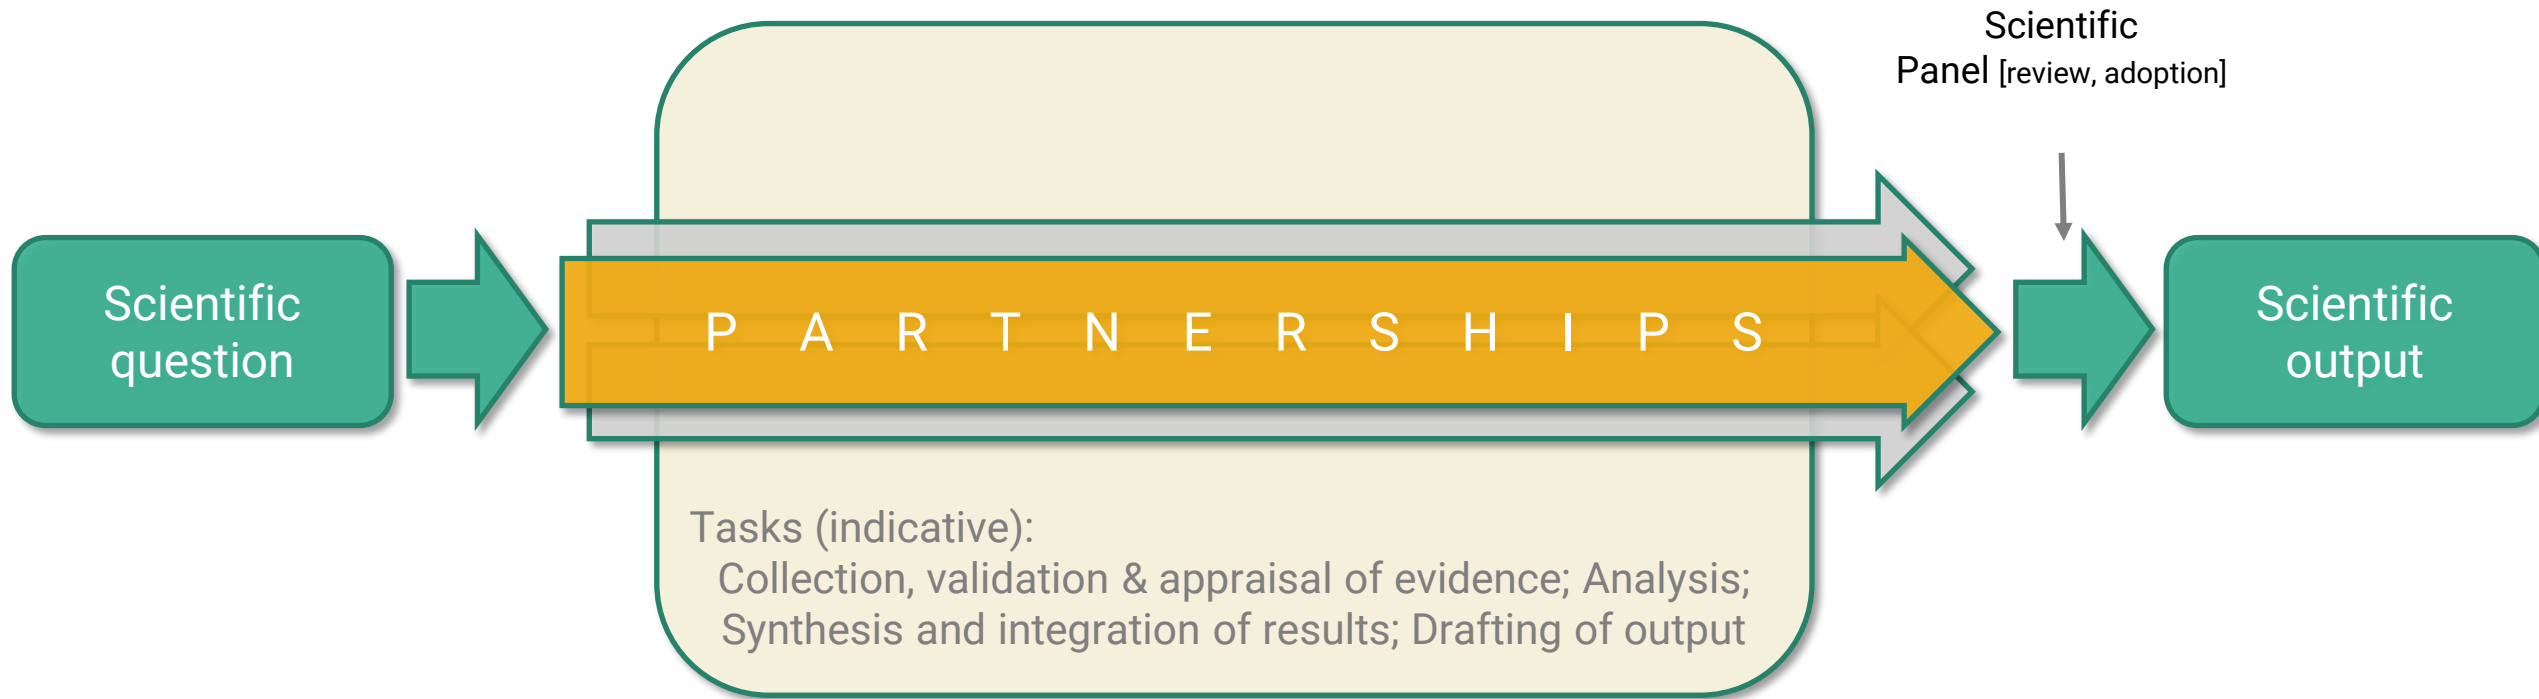 Scientific
Panel [review, adoption]
Scientific
question
P A R T N E R S H I P S
Scientific
output
Tasks (indicative):
Collection, validation & appraisal of evidence; Analysis;
Synthesis and integration of results; Drafting of output